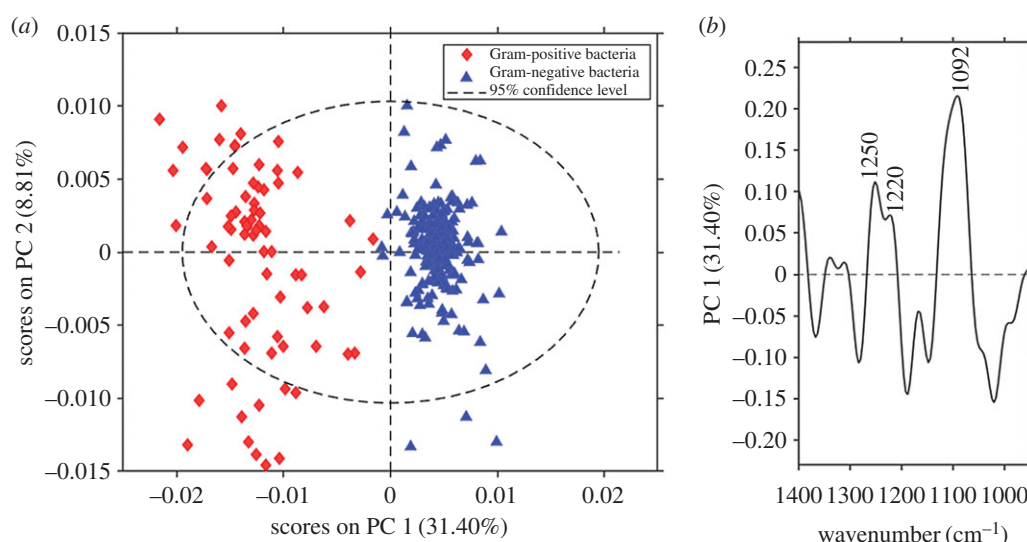 (a)
0.015
0.010
0.005
0
−0.005
−0.010
−0.015
scores on PC 2 (8.81%)
Gram-positive bacteria
Gram-negative bacteria
95% confidence level
−0.02
−0.01
0
0.01
0.02
scores on PC 1 (31.40%)
(b)
0.25
0.20
0.15
0.10
0.05
0
−0.05
−0.10
−0.15
−0.20
PC 1 (31.40%)
1250
1220
1092
1400 1300 1200 1100 1000
wavenumber (cm−1)